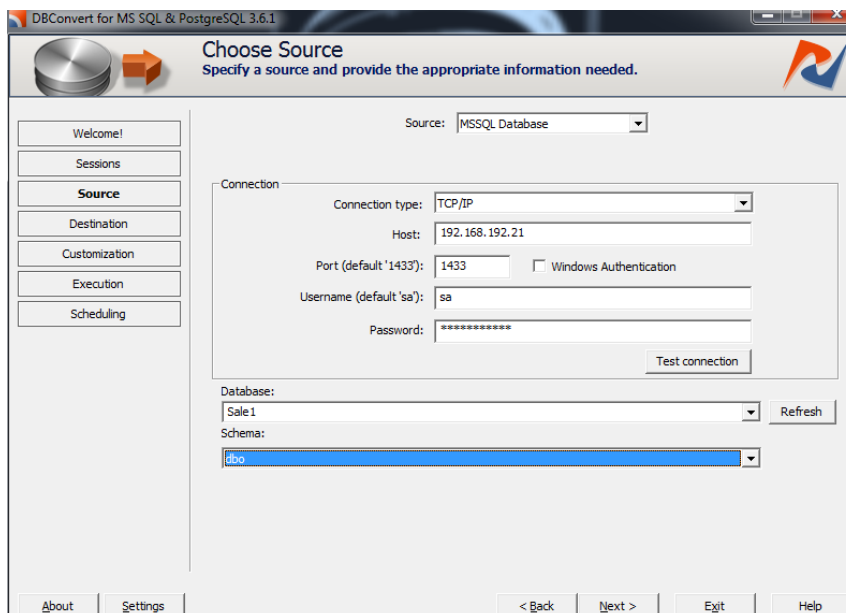 DBConvert for MS SQL & PostgreSQL 3.6.1
Choose Source
Specify a source and provide the appropriate information needed.
Welcome!
Sessions
Source
Destination
Customization
Execution
Scheduling
Source: MSSQL Database
Connection
Connection type: TCP/IP
Host: 192.168.192.21
Port (default '1433'): 1433 Windows Authentication
Username (default 'sa'): sa
Password: ***********
Test connection
Database:
Sale1 Refresh
Schema:
dbo
About Settings < Back Next > Exit Help